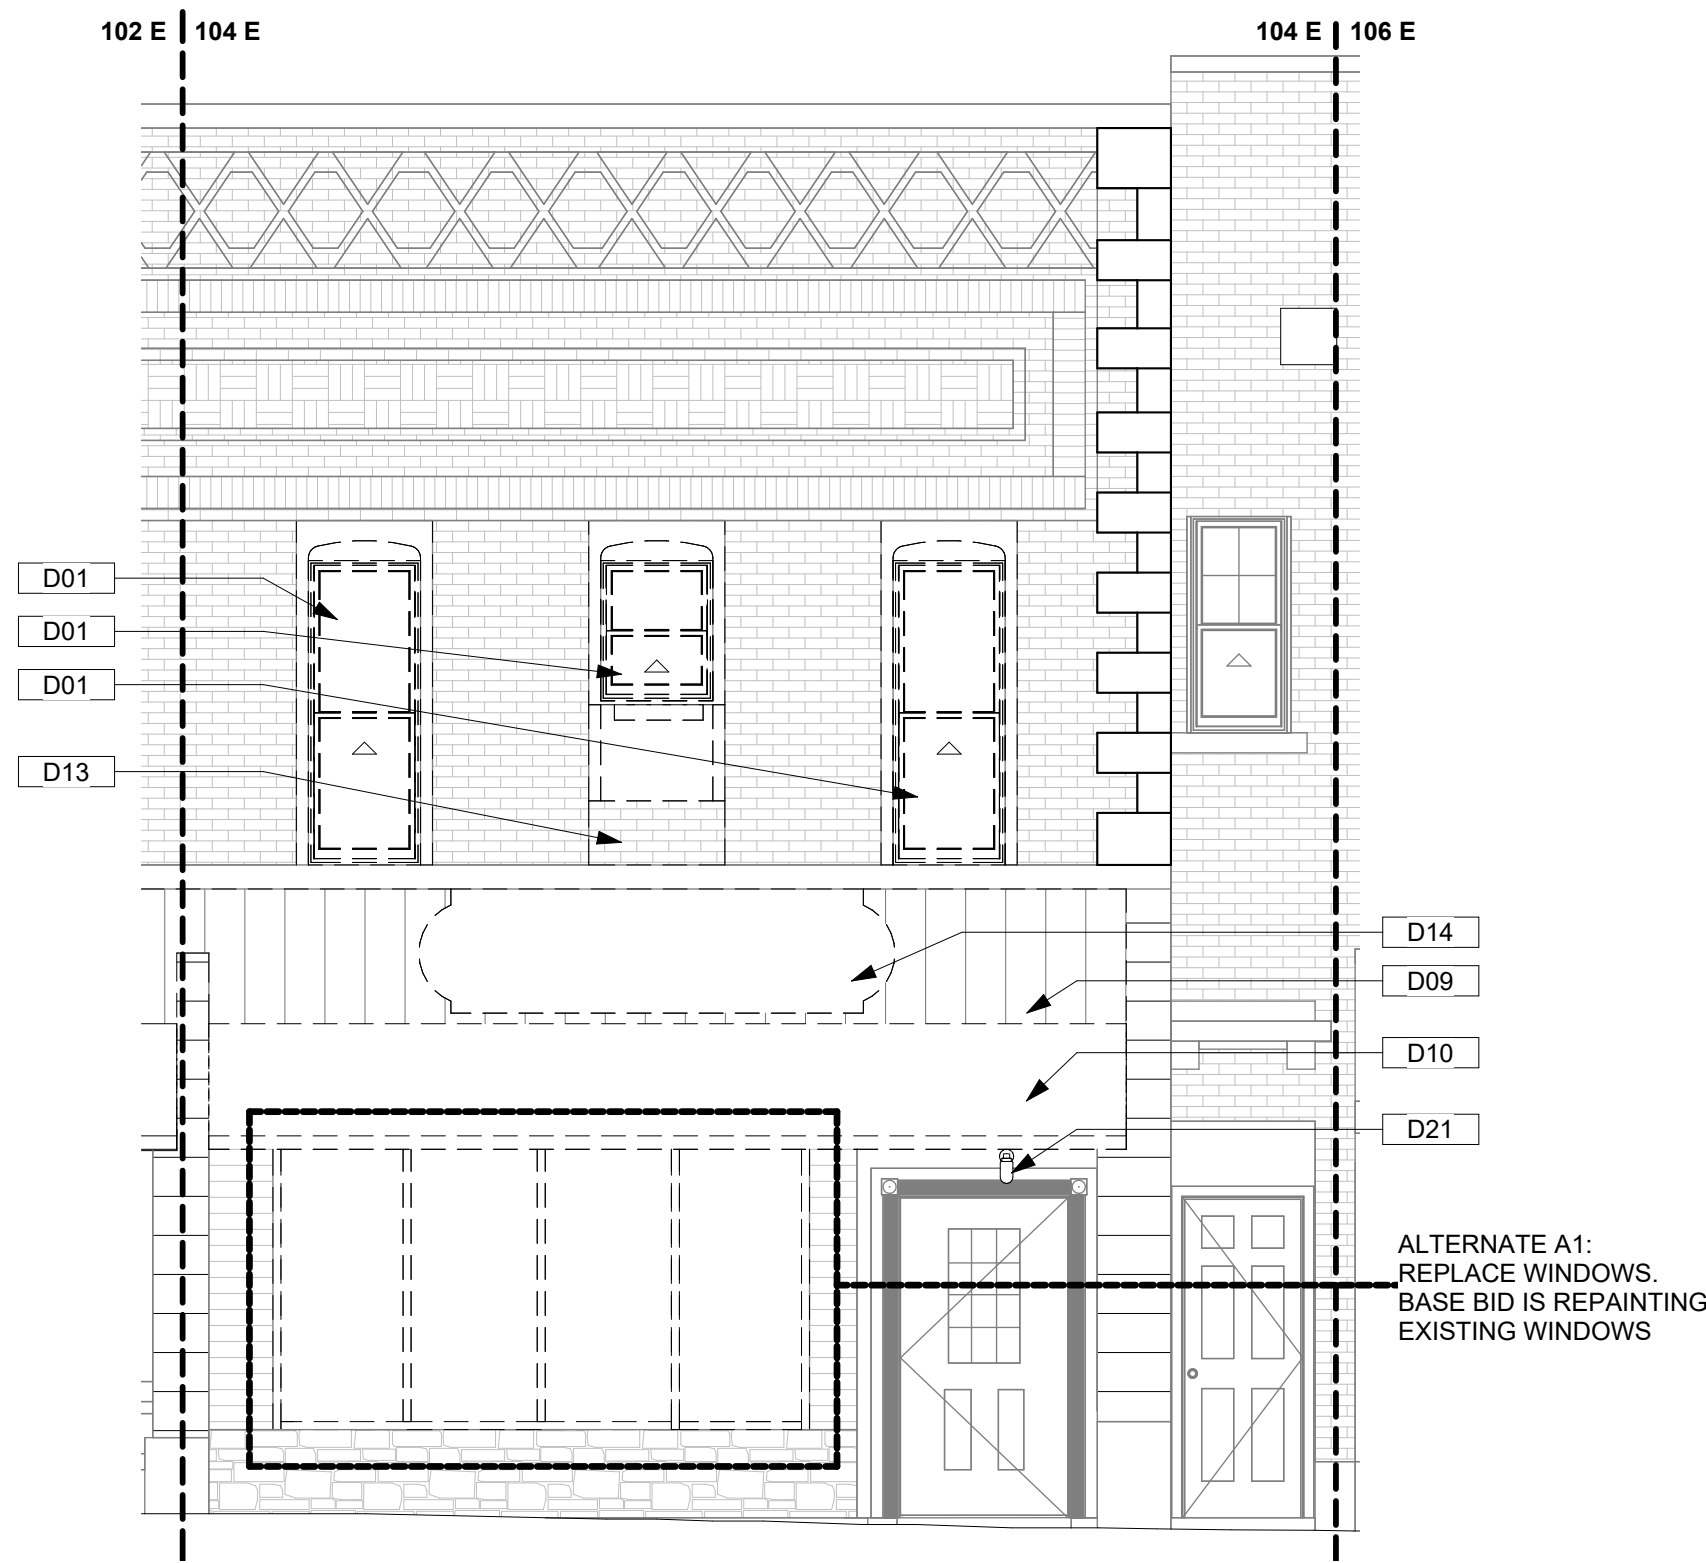 102 E 104 E
104 E 106 E
D01
D01
D01
D13
D14
D09
D10
D21
ALTERNATE A1:
REPLACE WINDOWS.
BASE BID IS REPAINTING
EXISTING WINDOWS